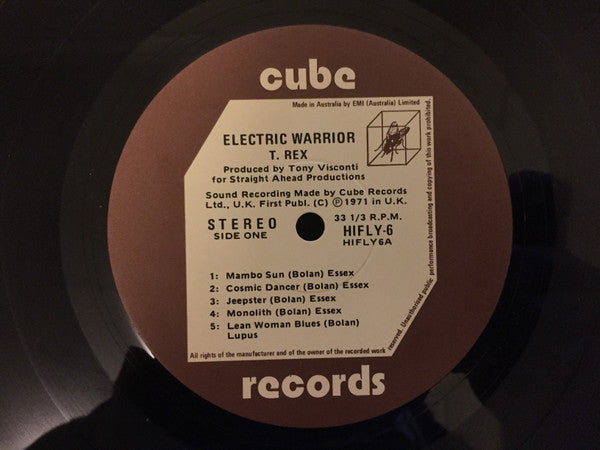 cube
Made in Australia by EMI (Australia) Limited
ELECTRIC WARRIOR
T. REX
Produced by Tony Visconti
for Straight Ahead Productions
Sound Recording Made by Cube Records
Ltd., U.K. First Publ. (C) Ⓟ 1971 in U.K.
STEREO
SIDE ONE
33 1/3 R.P.M.
HIFLY-6
HIFLY6A
1: Mambo Sun (Bolan) Essex
2: Cosmic Dancer (Bolan) Essex
3: Jeepster (Bolan) Essex
4: Monolith (Bolan) Essex
5: Lean Woman Blues (Bolan)
Lupus
All rights of the manufacturer and of the owner of the recorded work
reserved. Unauthorised public performance broadcasting and copying of this work prohibited.
records